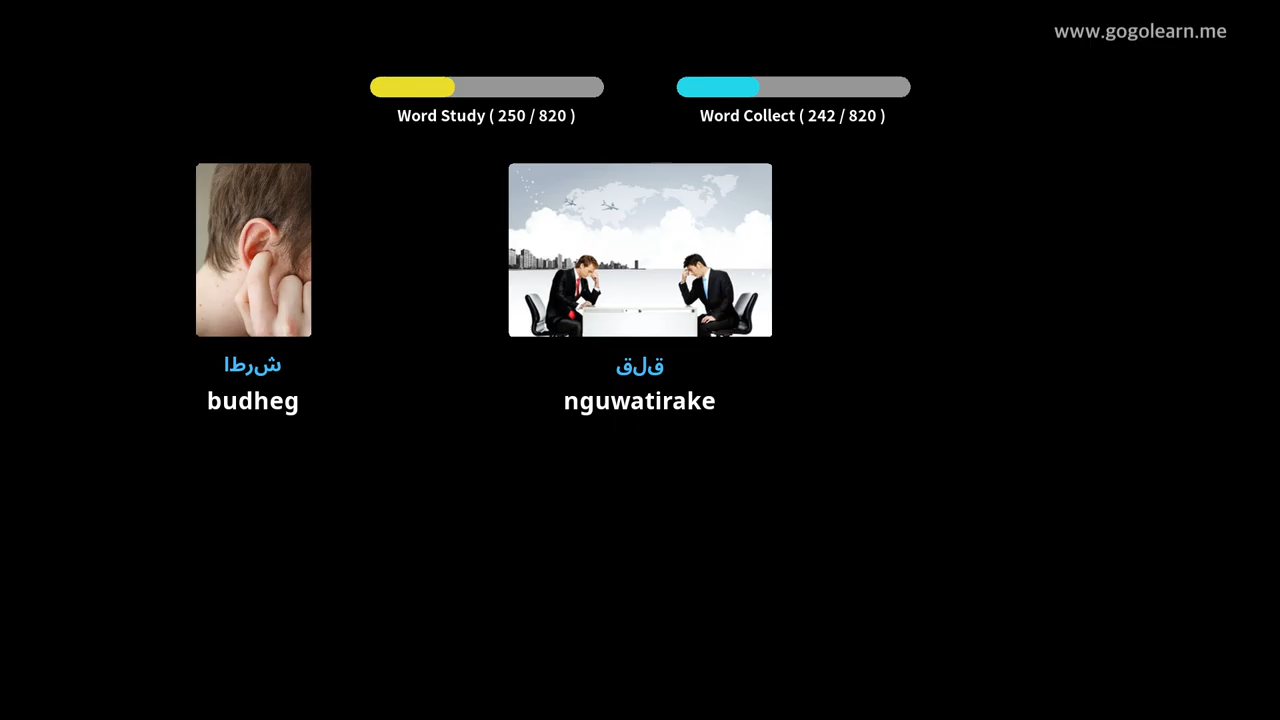 www.gogolearn.me
Word Study ( 250 / 820 )
Word Collect ( 242 / 820 )
شرطا
budheg
قلق
nguwatirake